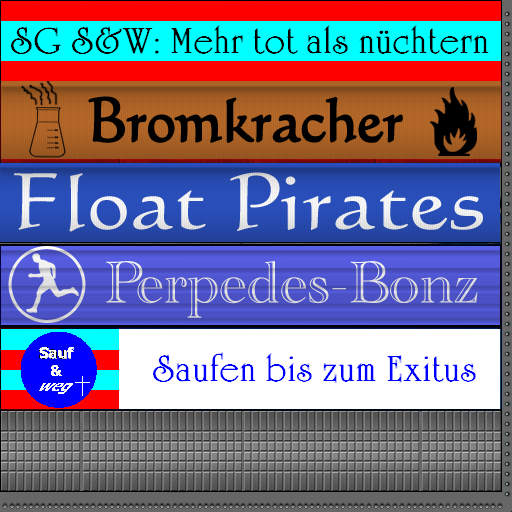 SG S&W: Mehr tot als nüchtern
Bromkracher
Float Pirates
Perpedes-Bonz
Sauf
&
weg
Saufen bis zum Exitus